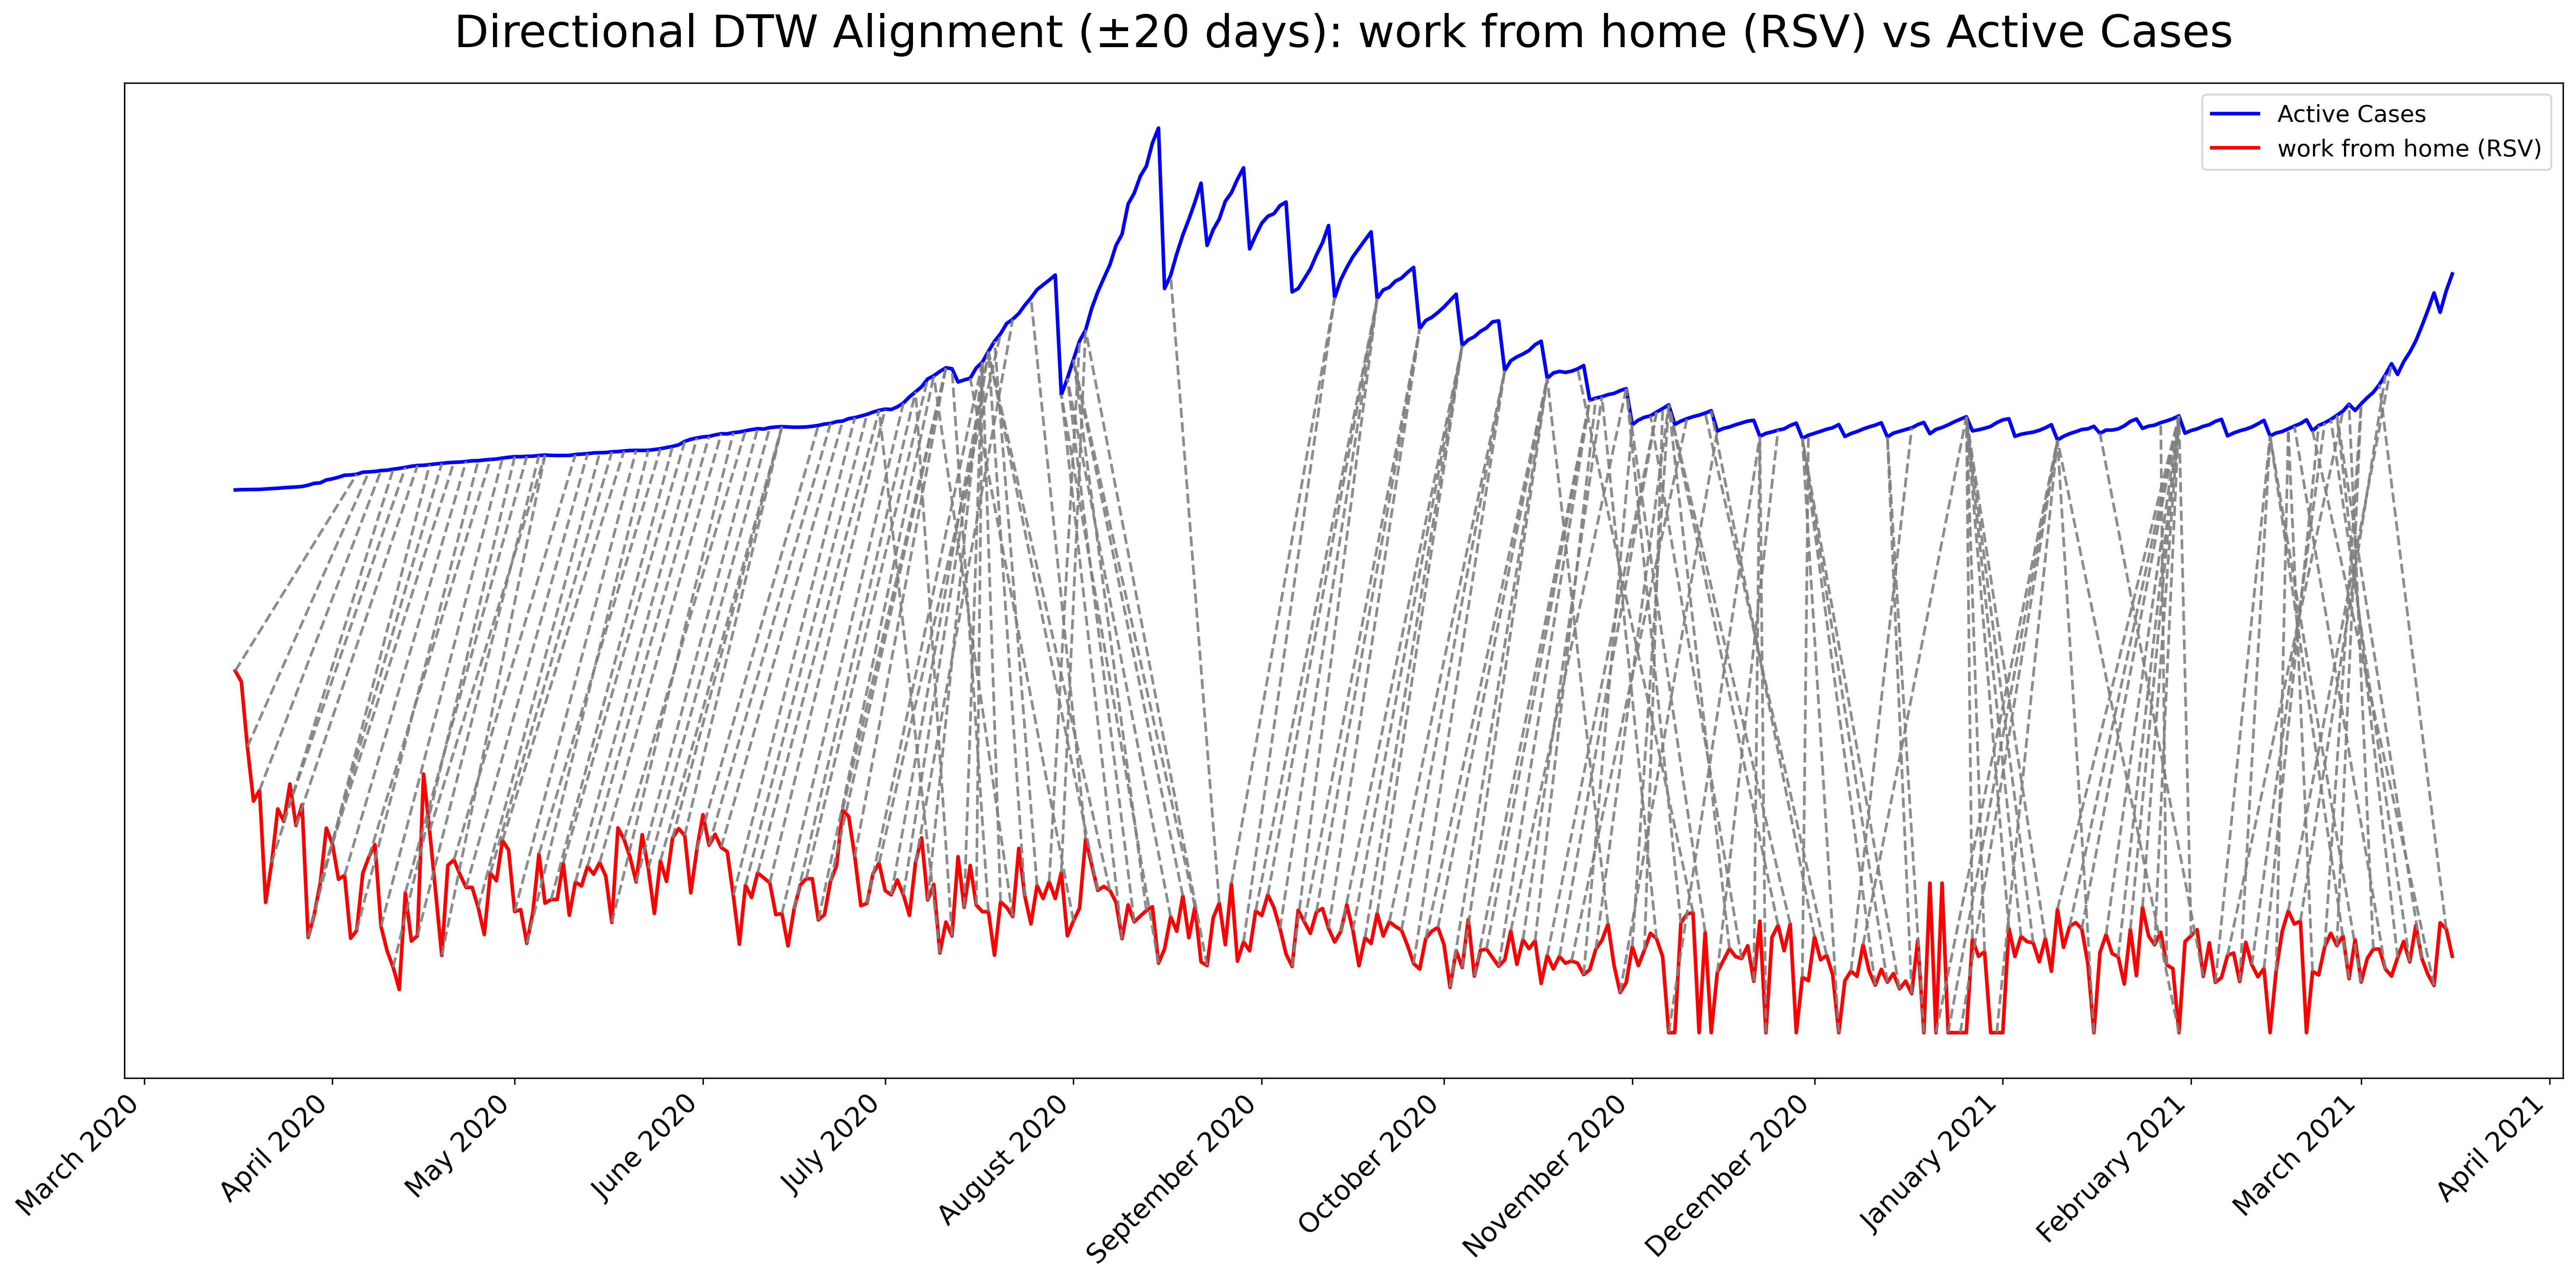 Directional DTW Alignment (±20 days): work from home (RSV) vs Active Cases
Active Cases
work from home (RSV)
March 2020
April 2020
May 2020
June 2020
July 2020
August 2020
September 2020
October 2020
November 2020
December 2020
January 2021
February 2021
March 2021
April 2021